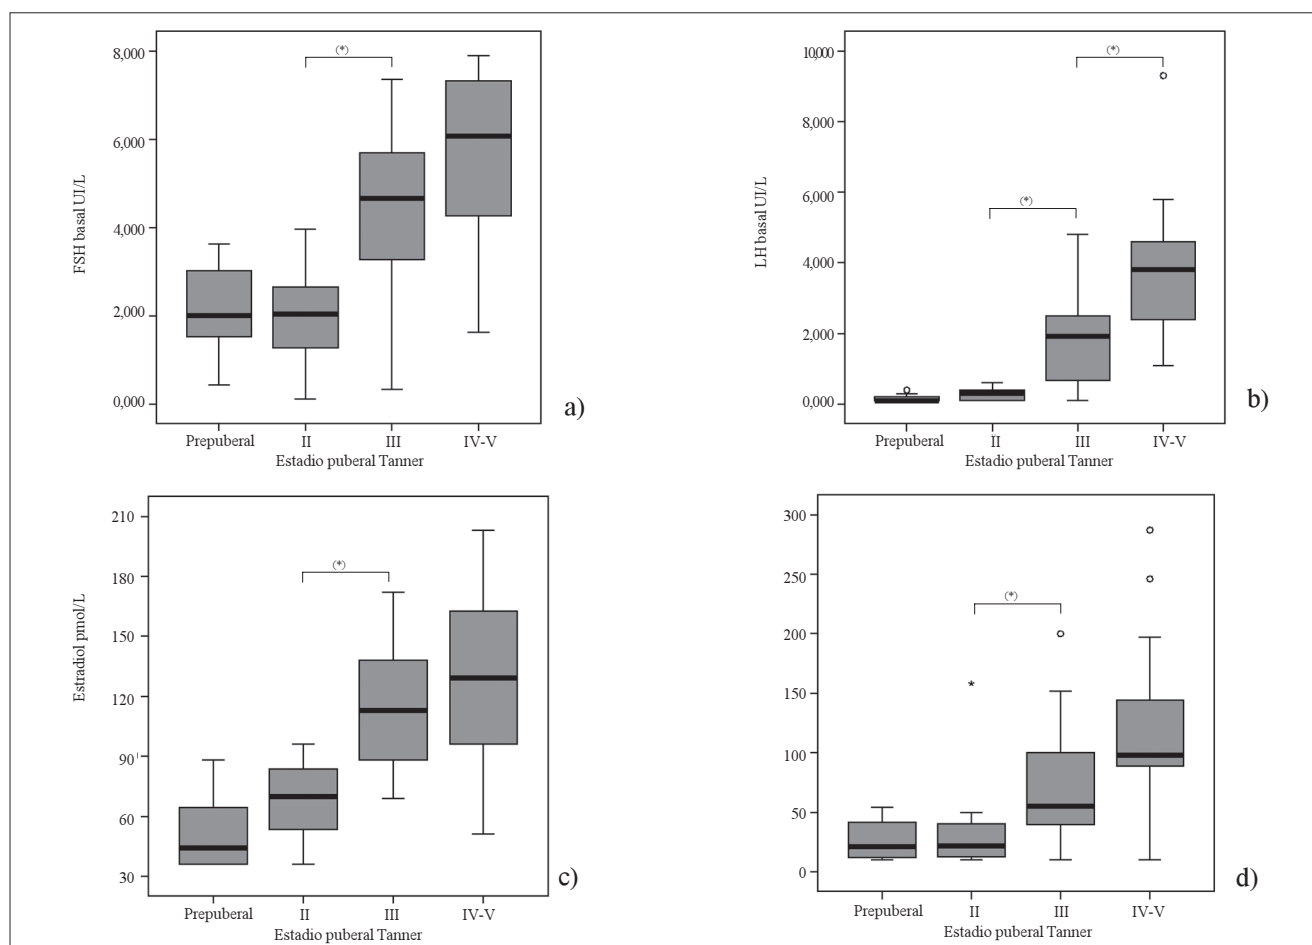 (*)
8,000
6,000
4,000
2,000
0,000
FSH basal UI/L
Prepuberal II III IV-V
Estadio puberal Tanner
a)
(*)
(*)
10,000
8,000
6,000
4,000
2,000
0,000
LH basal UI/L
Prepuberal II III IV-V
Estadio puberal Tanner
b)
(*)
210
180
150
120
90
60
30
Estradiol pmol/L
Prepuberal II III IV-V
Estadio puberal Tanner
c)
(*)
300
250
200
150
100
50
0
*
Prepuberal II III IV-V
Estadio puberal Tanner
d)